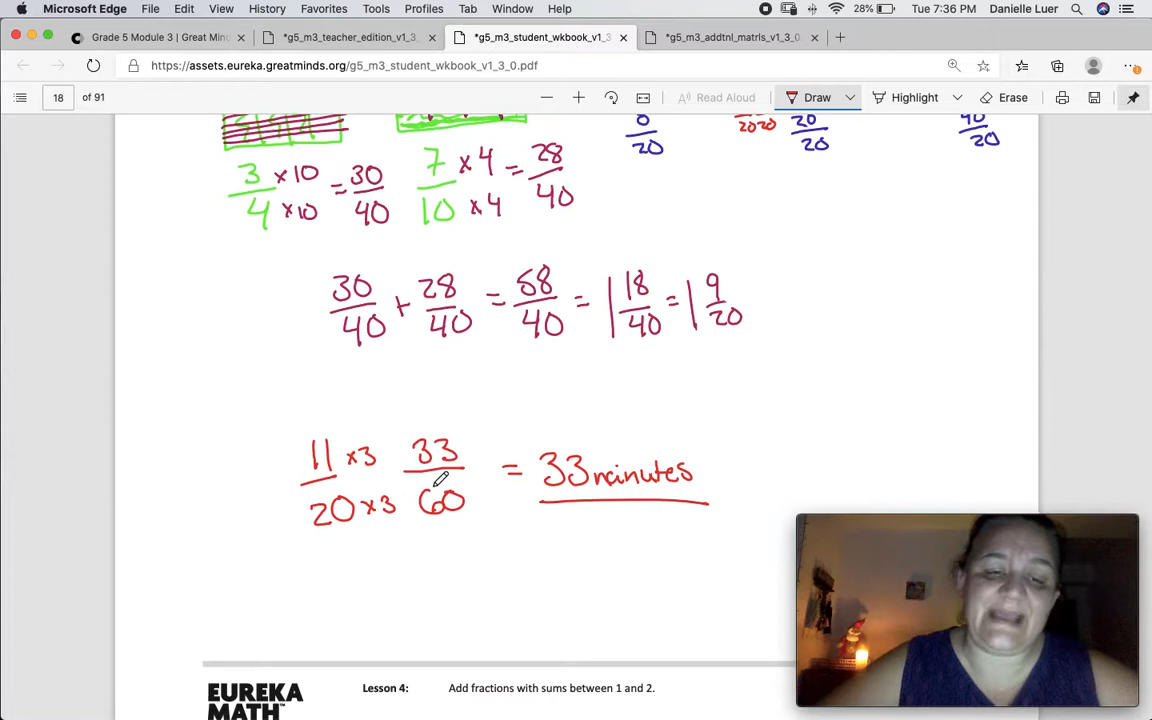 Microsoft Edge File Edit View History Favorites Tools Profiles Tab Window Help 28% Tue 7:36 PM Danielle Luer
Grade 5 Module 3 | Great Min *g5_m3_teacher_edition_v1_3_ *g5_m3_student_wkbook_v1_3 *g5_m3_addtnl_matrls_v1_3_0.
https://assets.eureka.greatminds.org/g5_m3_student_wkbook_v1_3_0.pdf
18 of 91 Read Aloud Draw Highlight Erase
0/20 20/20 40/20
20 20
3/4 ×10/×10 = 30/40 7/10 ×4/×4 = 28/40
30/40 + 28/40 = 58/40 = 1 18/40 = 1 9/20
11/20 ×3/×3 33/60 = 33 minutes
EUREKA
MATH
Lesson 4: Add fractions with sums between 1 and 2.